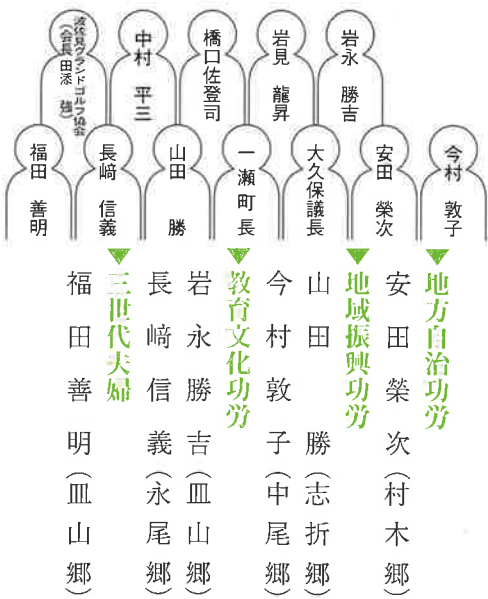 岩永　勝吉
岩見　龍昇
橋口佐登司
中村　平三
波佐見グランドゴルフ協会
（会長　田添　強）
今村　敦子
安田　榮次
大久保議長
一瀬町長
山田　勝
長﨑　信義
福田　善明
▼地方自治功労
安田榮次（村木郷）
▼地域振興功労
山田　勝（志折郷）
今村敦子（中尾郷）
▼教育文化功労
岩永勝吉（皿山郷）
長﨑信義（永尾郷）
▼三世代夫婦
福田善明（皿山郷）